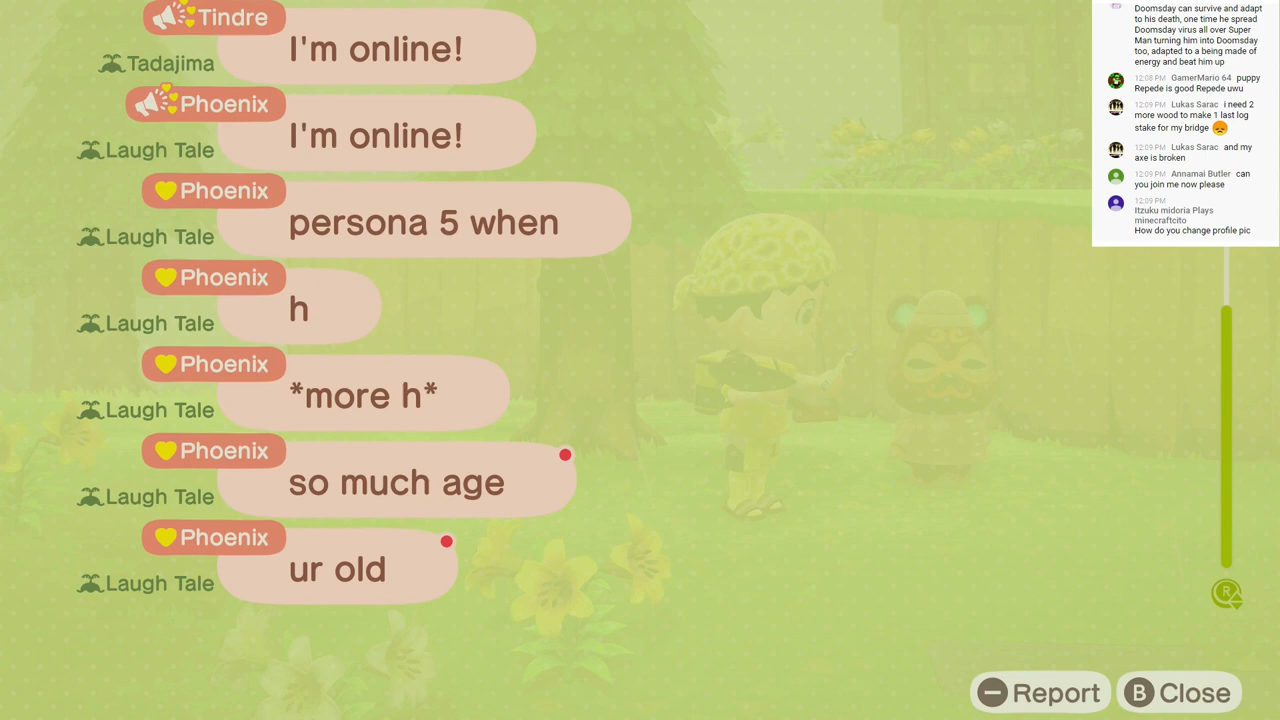 Tindre
I'm online!
Tadajima
Phoenix
I'm online!
Laugh Tale
Phoenix
persona 5 when
Laugh Tale
Phoenix
h
Laugh Tale
Phoenix
*more h*
Laugh Tale
Phoenix
so much age
Laugh Tale
Phoenix
ur old
Laugh Tale
Doomsday can survive and adapt
to his death, one time he spread
Doomsday virus all over Super
Man turning him into Doomsday
too, adapted to a being made of
energy and beat him up
12:08 PM GamerMario 64 puppy
Repede is good Repede uwu
12:09 PM Lukas Sarac i need 2
more wood to make 1 last log
stake for my bridge
12:09 PM Lukas Sarac and my
axe is broken
12:09 PM Annamai Butler can
you join me now please
12:09 PM
Itzuku midoria Plays
minecraftcito
How do you change profile pic
R
Report
B Close